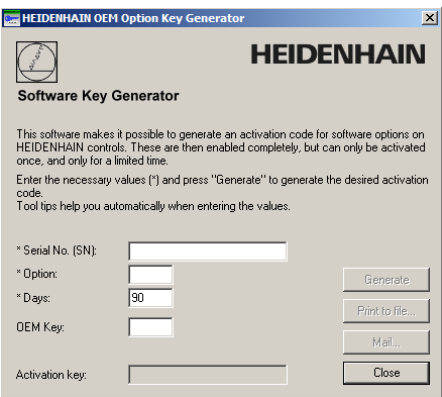 HEIDENHAIN OEM Option Key Generator
HEIDENHAIN
Software Key Generator
This software makes it possible to generate an activation code for software options on
HEIDENHAIN controls. These are then enabled completely, but can only be activated
once, and only for a limited time.
Enter the necessary values (*) and press "Generate" to generate the desired activation
code.
Tool tips help you automatically when entering the values.
* Serial No. (SN):
* Option:
Generate
* Days:
90
Print to file...
OEM Key:
Mail...
Activation key:
Close